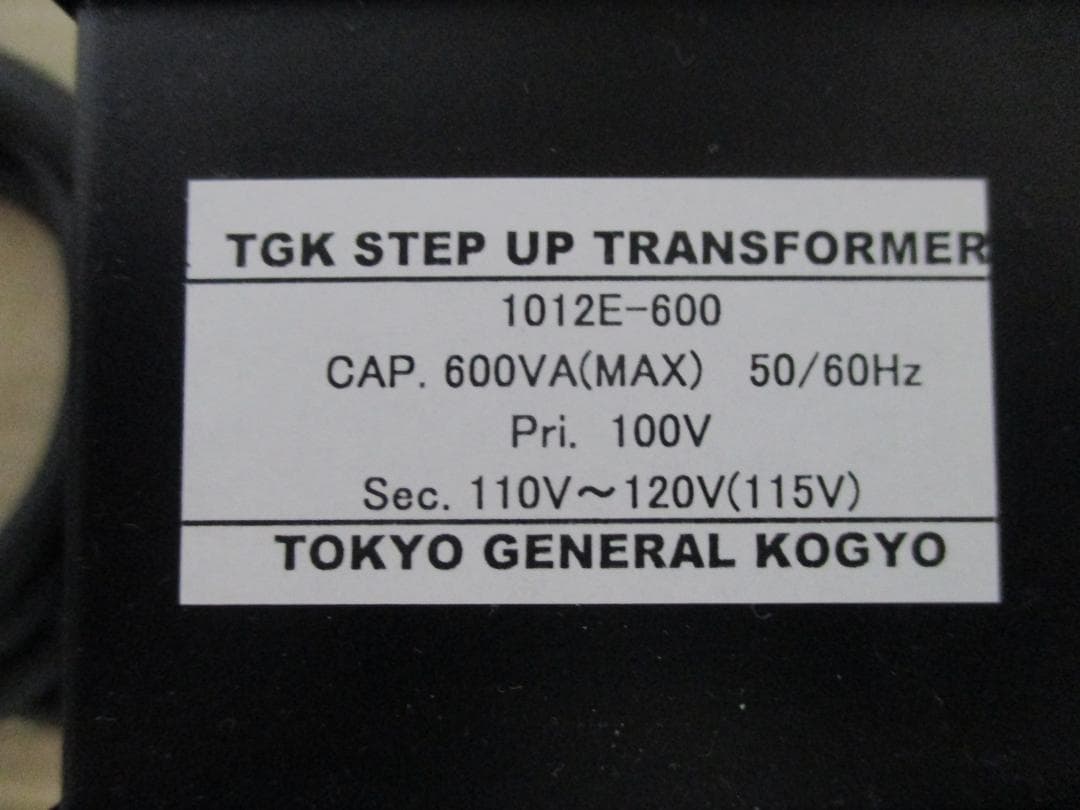 TGK STEP UP TRANSFORMER
1012E-600
CAP. 600VA(MAX) 50/60Hz
Pri. 100V
Sec. 110V～120V(115V)
TOKYO GENERAL KOGYO